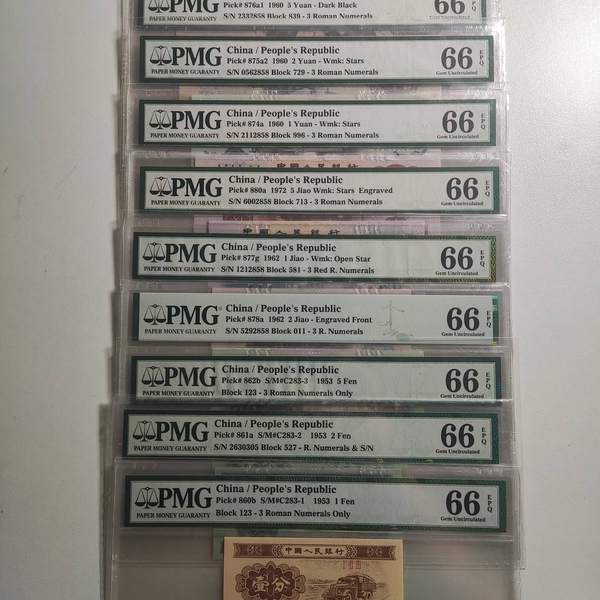 PMG
PAPER MONEY GUARANTY
Pick# 876a1 1960 5 Yuan - Dark Black
S/N 2332858 Block 839 - 3 Roman Numerals
66
Gem Uncirculated
PMG
PAPER MONEY GUARANTY
China / People's Republic
Pick# 875a2 1960 2 Yuan - Wmk: Stars
S/N 0562858 Block 729 - 3 Roman Numerals
66 EPQ
Gem Uncirculated
PMG
PAPER MONEY GUARANTY
China / People's Republic
Pick# 874a 1960 1 Yuan - Wmk: Stars
S/N 2112858 Block 996 - 3 Roman Numerals
66 EPQ
Gem Uncirculated
PMG
PAPER MONEY GUARANTY
China / People's Republic
Pick# 880a 1972 5 Jiao Wmk: Stars Engraved
S/N 6002858 Block 713 - 3 Roman Numerals
66 EPQ
Gem Uncirculated
PMG
PAPER MONEY GUARANTY
China / People's Republic
Pick# 877g 1962 1 Jiao - Wmk: Open Star
S/N 1212858 Block 581 - 3 Red R. Numerals
66 EPQ
Gem Uncirculated
PMG
PAPER MONEY GUARANTY
China / People's Republic
Pick# 878a 1962 2 Jiao - Engraved Front
S/N 5292858 Block 011 - 3 R. Numerals
66 EPQ
Gem Uncirculated
PMG
PAPER MONEY GUARANTY
China / People's Republic
Pick# 862b S/M#C283-3 1953 5 Fen
Block 123 - 3 Roman Numerals Only
66 EPQ
Gem Uncirculated
PMG
PAPER MONEY GUARANTY
China / People's Republic
Pick# 861a S/M#C283-2 1953 2 Fen
S/N 2630305 Block 527 - R. Numerals & S/N
66 EPQ
Gem Uncirculated
PMG
PAPER MONEY GUARANTY
China / People's Republic
Pick# 860b S/M#C283-1 1953 1 Fen
Block 123 - 3 Roman Numerals Only
66 EPQ
Gem Uncirculated
中國人民銀行
壹分